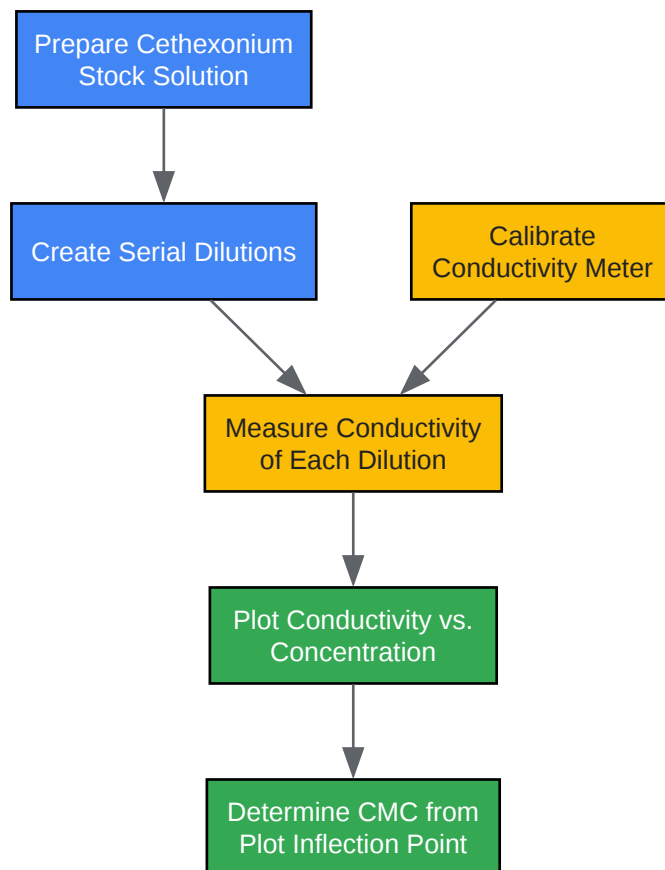 Prepare Cethexonium
Stock Solution
Create Serial Dilutions
Calibrate
Conductivity Meter
Measure Conductivity
of Each Dilution
Plot Conductivity vs.
Concentration
Determine CMC from
Plot Inflection Point